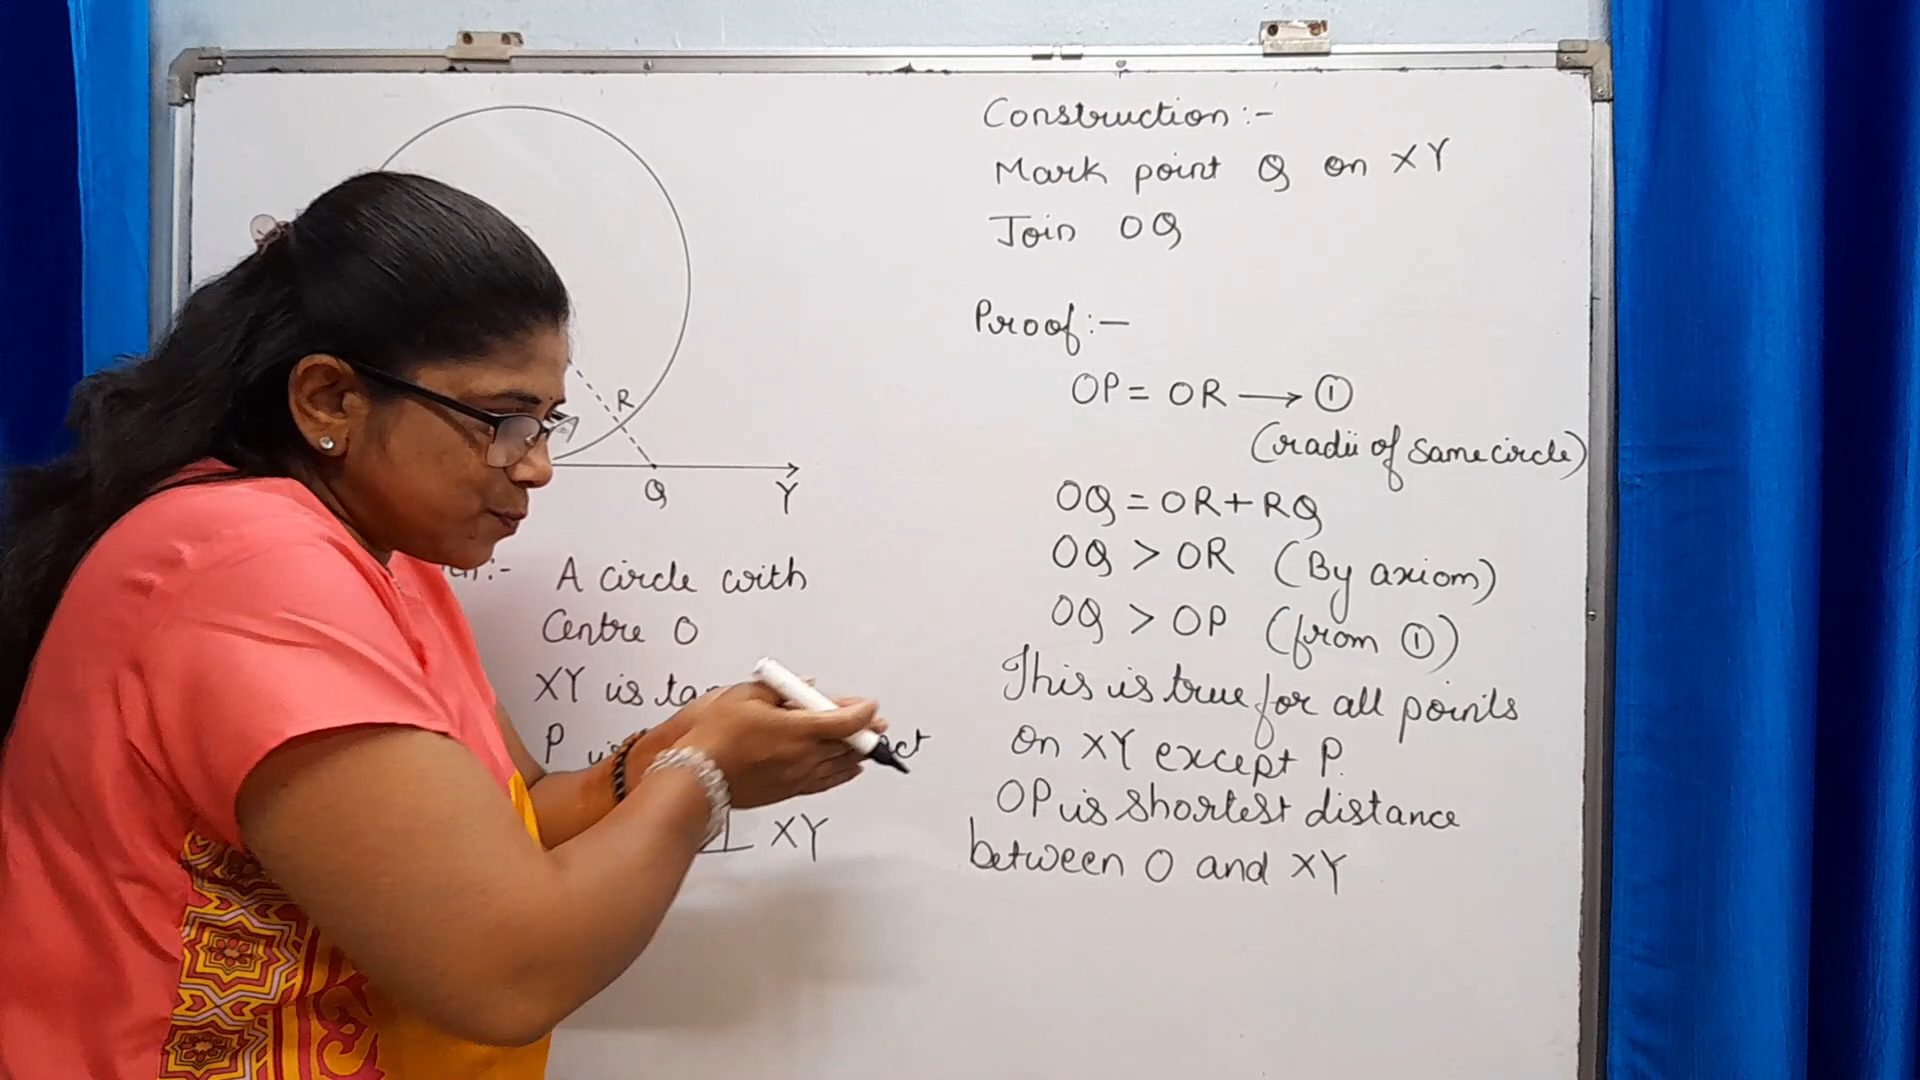 R
Q
Y
A circle with
Centre O
XY is
P
⊥ XY
Construction :-
Mark point Q on XY
Join OQ
Proof :-
OP = OR → ①
(radii of same circle)
OQ = OR + RQ
OQ > OR (By axiom)
OQ > OP (from ①)
This is true for all points
on XY except P.
OP is shortest distance
between O and XY